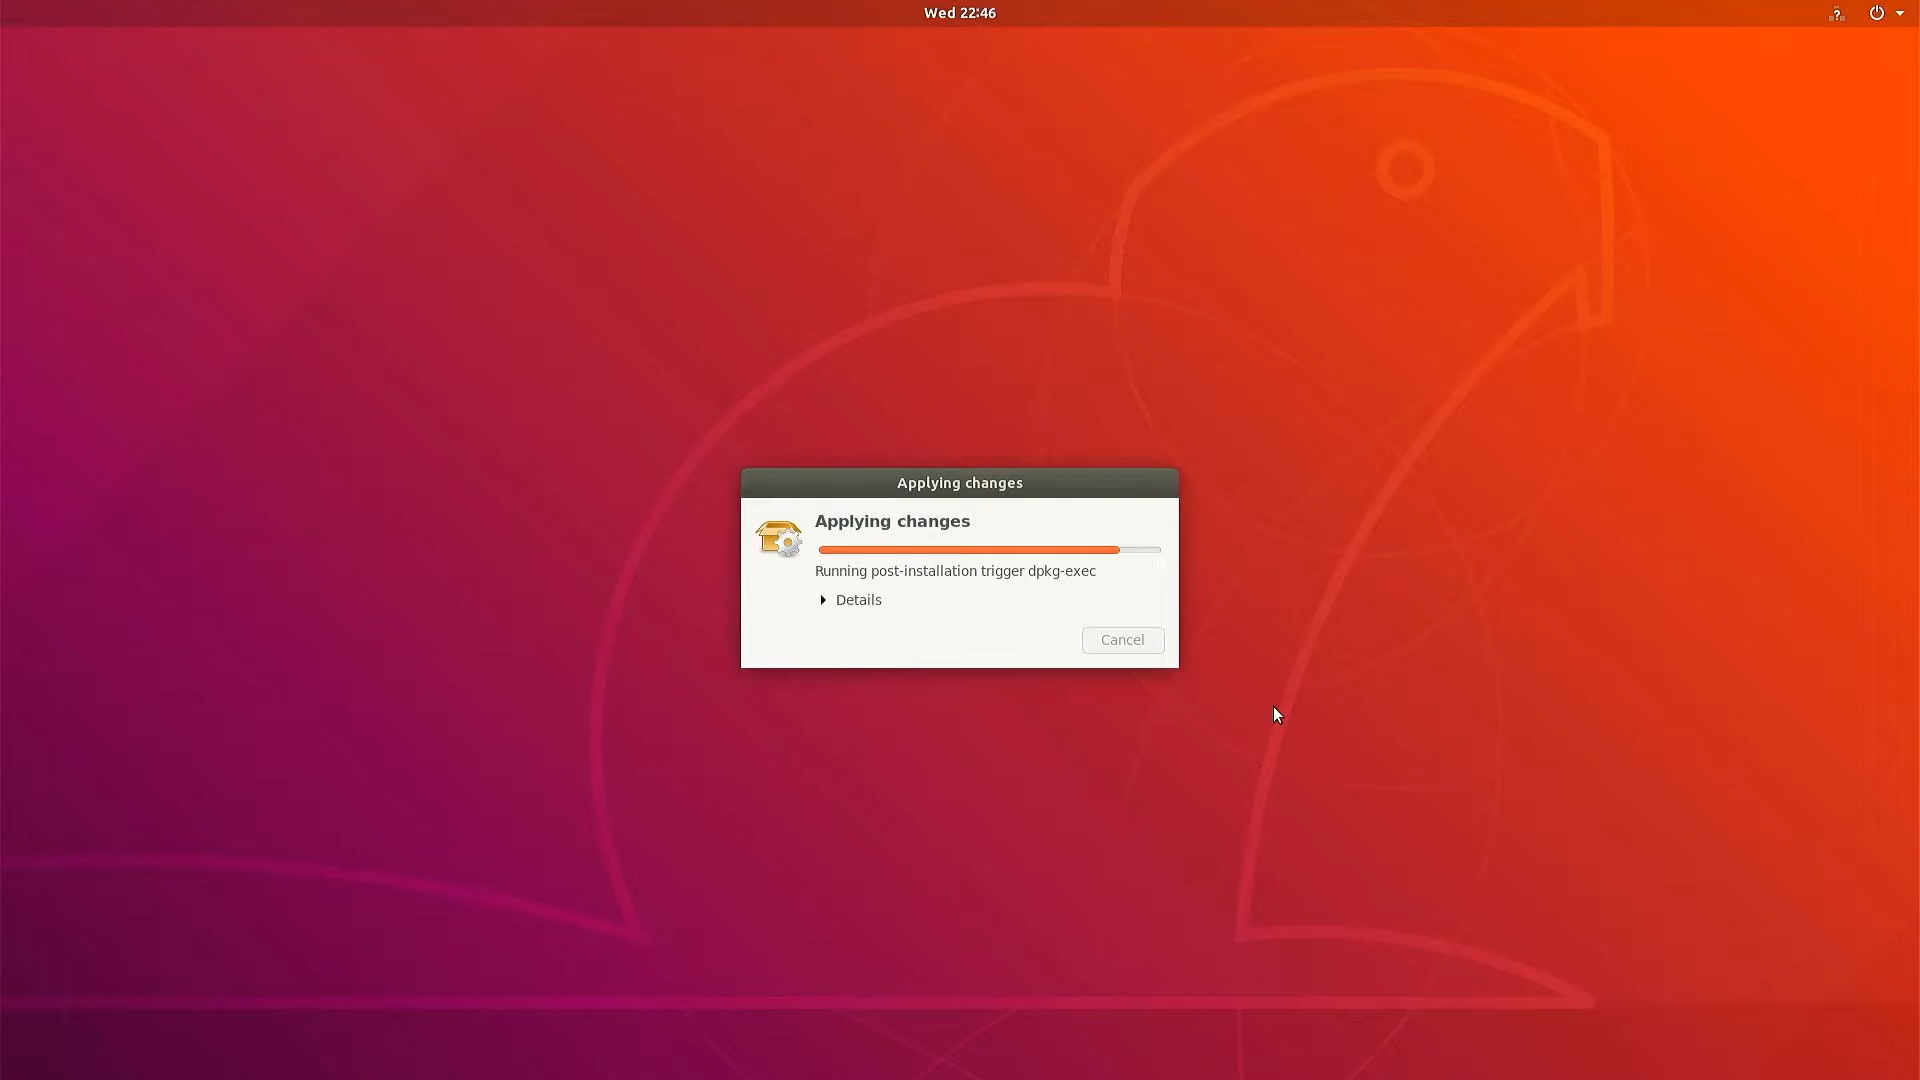 Wed 22:46
?
Applying changes
Applying changes
Running post-installation trigger dpkg-exec
Details
Cancel